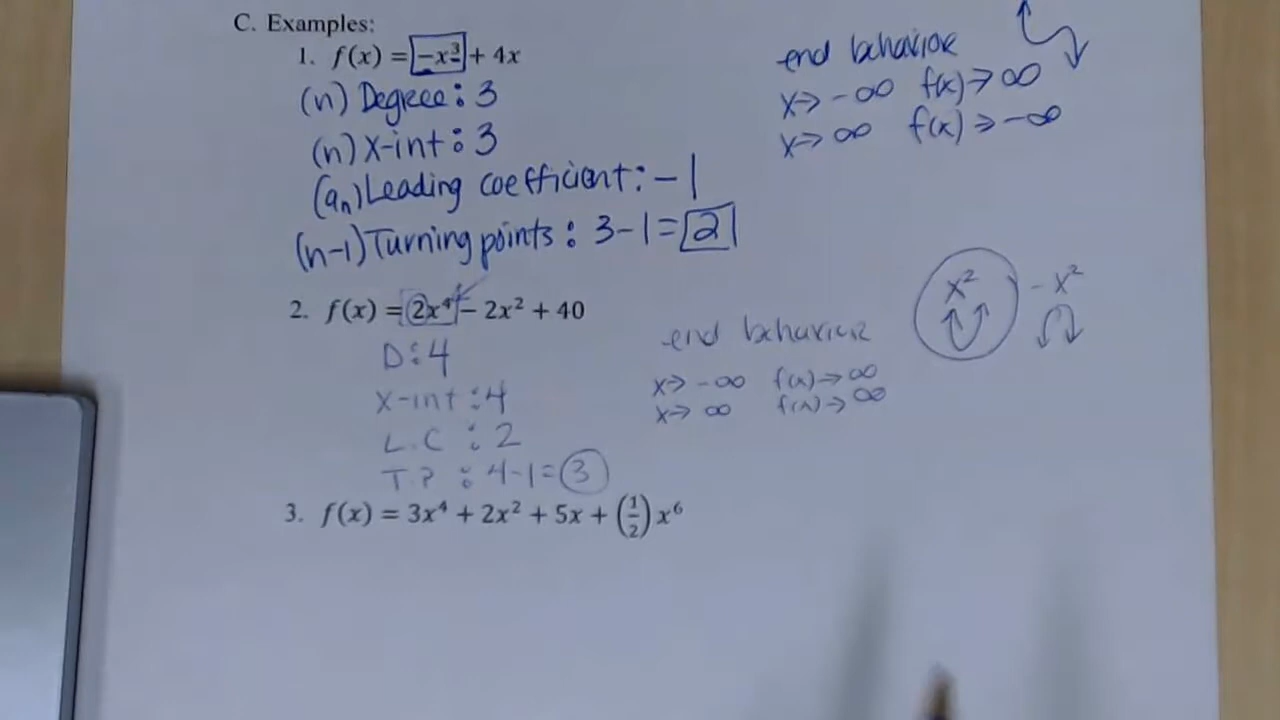 C. Examples:
1. f(x) = -x³ + 4x
(n) Degree: 3
(n) x-int: 3
(aₙ) Leading coefficient: -1
(n-1) Turning points: 3-1=2
end behavior
x→-∞ f(x)→∞
x→∞ f(x)→-∞
2. f(x) = 2x⁴ - 2x² + 40
D: 4
x-int: 4
L.C: 2
T.P: 4-1=3
end behavior
x→-∞ f(x)→∞
x→∞ f(x)→∞
x² -x²
3. f(x) = 3x⁴ + 2x² + 5x + (1/2) x⁶